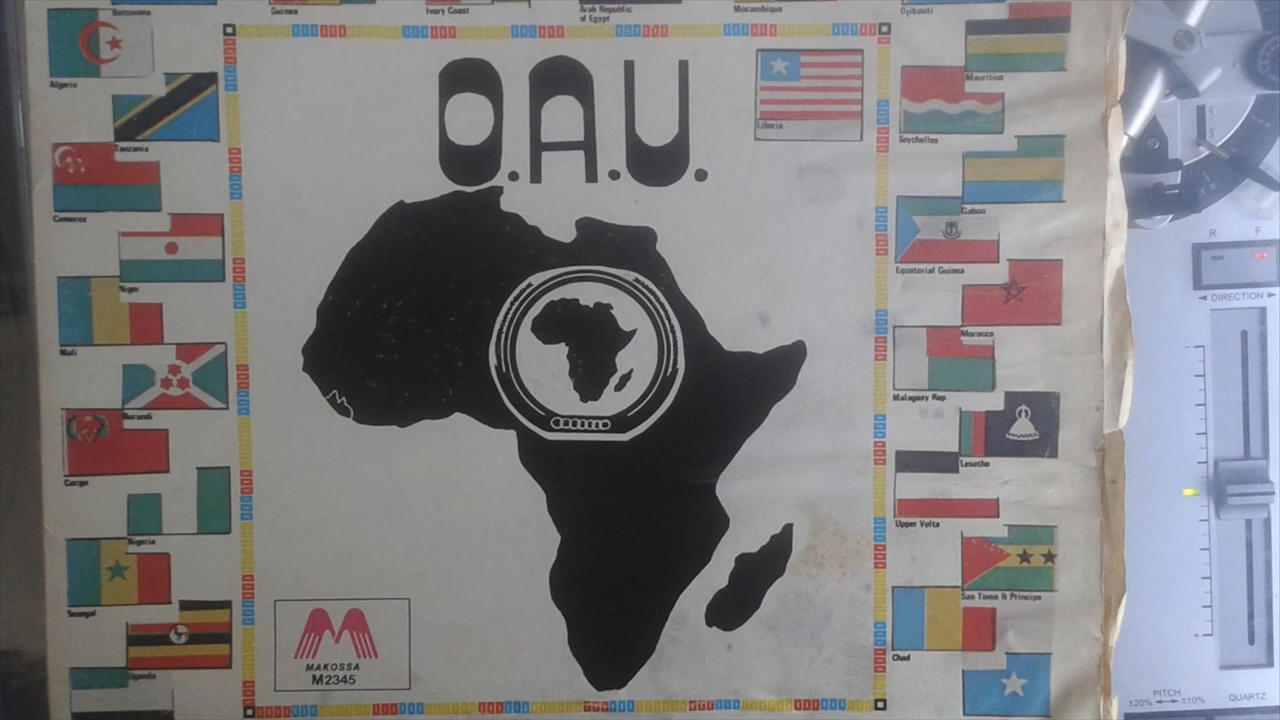 Botswana
Guinea
Ivory Coast
Arab Republic
of Egypt
Mocambique
Djibouti
O.A.U.
Liberia
Algeria
Tanzania
Comoros
Niger
Mali
Burundi
Congo
Nigeria
Senegal
Uganda
Mauritius
Seychelles
Gabon
Equatorial Guinea
Morocco
Malagasy Rep.
Lesotho
Upper Volta
Sao Tome & Principe
Chad
MAKOSSA
M2345
R F
◄ DIRECTION ►
PITCH
±20% ◄─► ±10%
QUARTZ